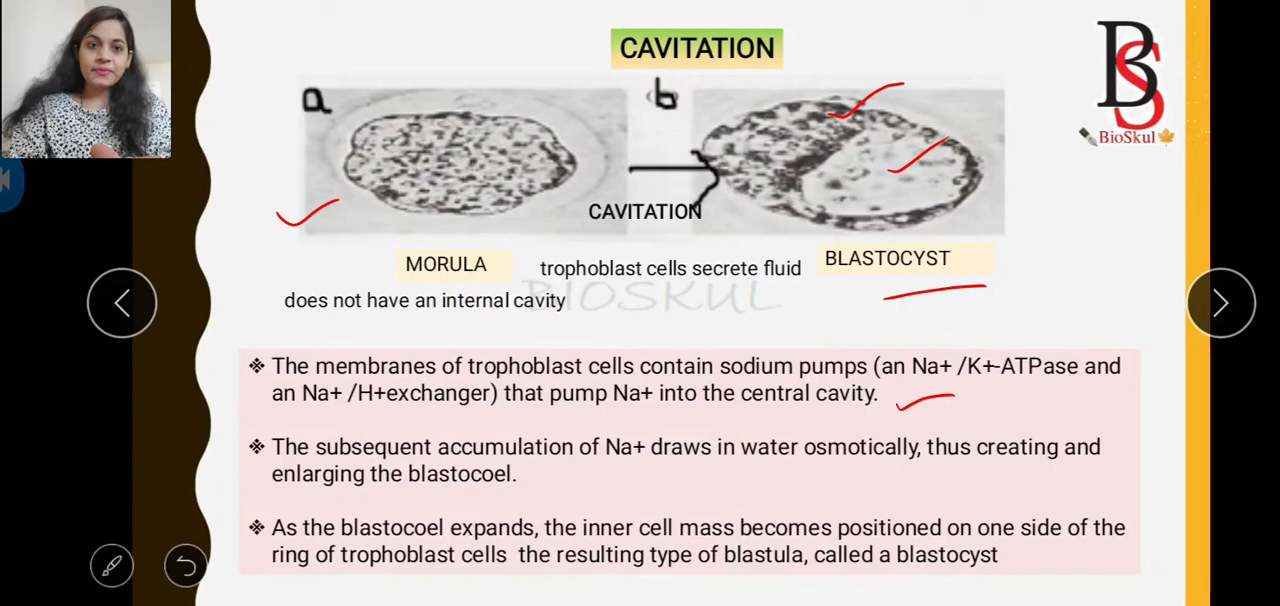 CAVITATION
BS
BioSkul
a
b
CAVITATION
MORULA
trophoblast cells secrete fluid
BLASTOCYST
does not have an internal cavity
BIOSKUL
❖ The membranes of trophoblast cells contain sodium pumps (an Na+ /K+-ATPase and
an Na+ /H+exchanger) that pump Na+ into the central cavity.
❖ The subsequent accumulation of Na+ draws in water osmotically, thus creating and
enlarging the blastocoel.
❖ As the blastocoel expands, the inner cell mass becomes positioned on one side of the
ring of trophoblast cells the resulting type of blastula, called a blastocyst